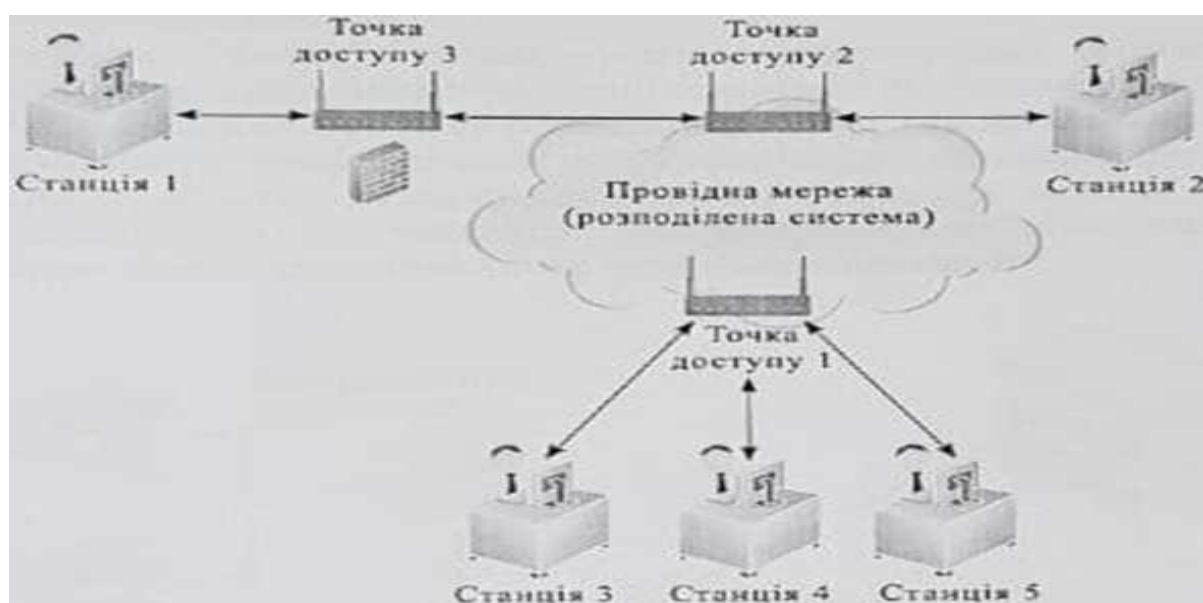 Точка
доступу 3
Точка
доступу 2
Станція 1
Станція 2
Провідна мережа
(розподілена система)
Точка
доступу 1
Станція 3
Станція 4
Станція 5